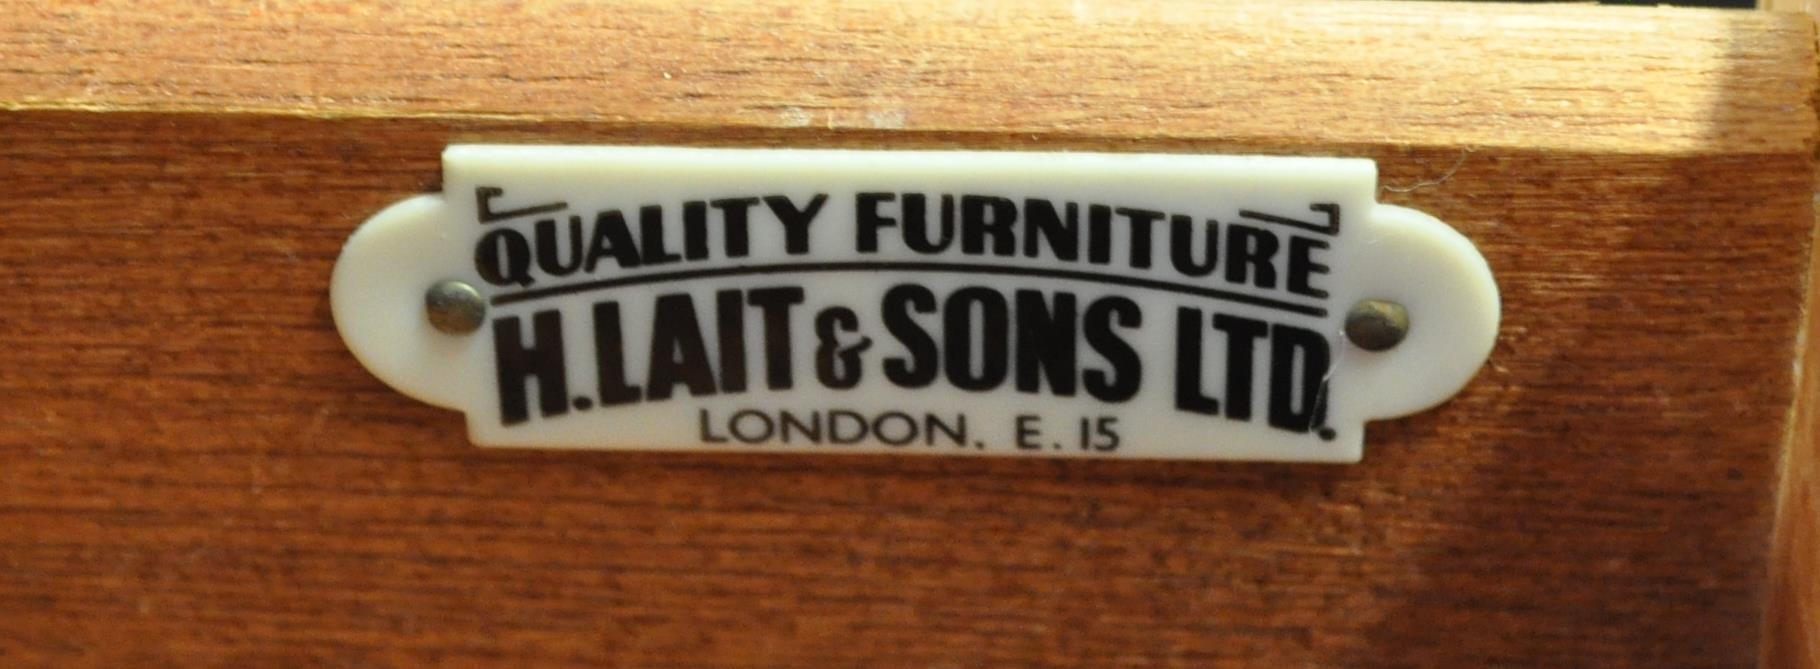 QUALITY FURNITURE
H.LAIT & SONS LTD.
LONDON. E. 15